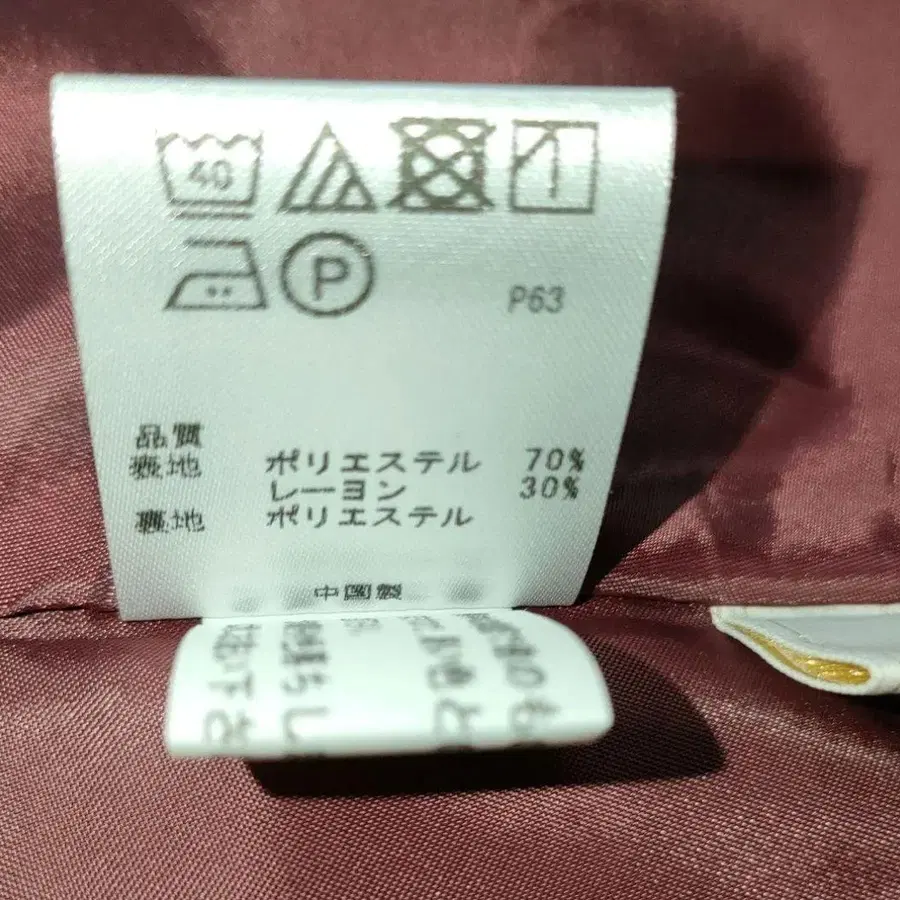 40
P
P63
品質
表地 ポリエステル 70%
レーヨン 30%
裏地 ポリエステル
中国製